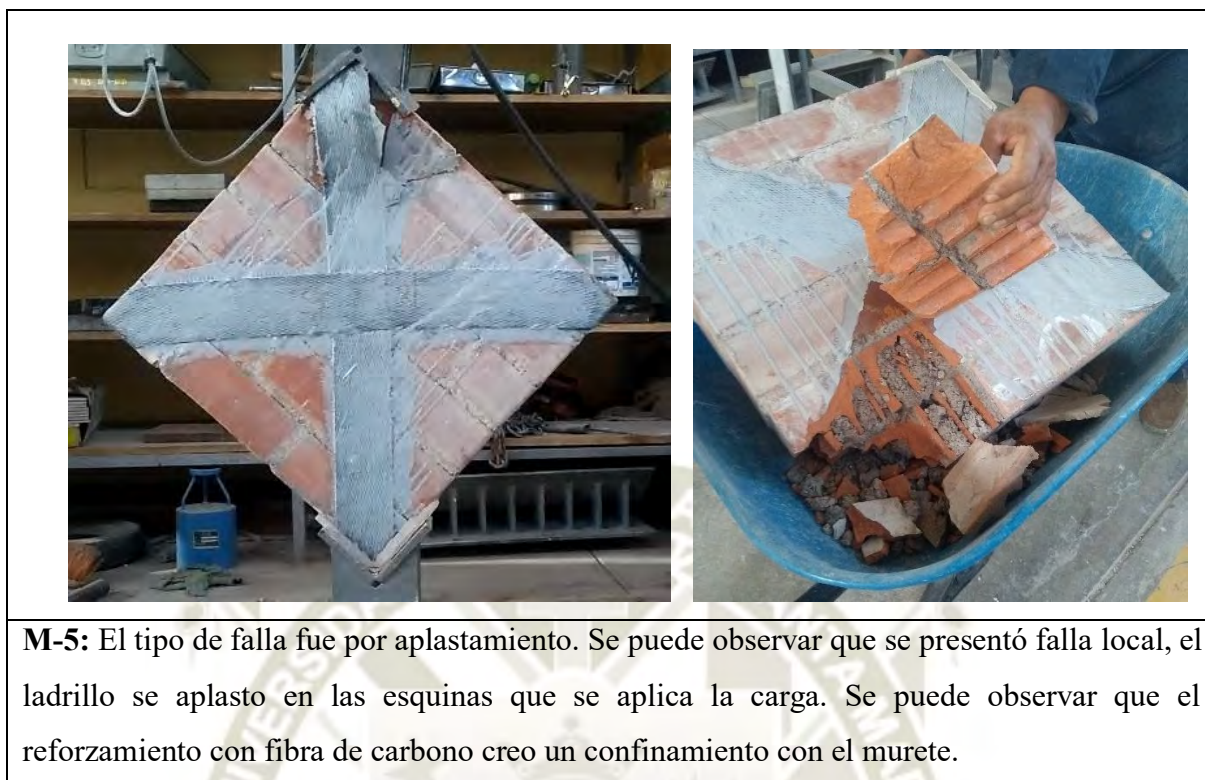 M-5: El tipo de falla fue por aplastamiento. Se puede observar que se presentó falla local, el
ladrillo se aplasto en las esquinas que se aplica la carga. Se puede observar que el
reforzamiento con fibra de carbono creo un confinamiento con el murete.